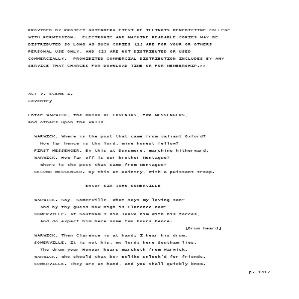 PROVIDED BY PROJECT GUTENBERG ETEXT OF ILLINOIS BENEDICTINE COLLEGE
WITH PERMISSION. ELECTRONIC AND MACHINE READABLE COPIES MAY BE
DISTRIBUTED SO LONG AS SUCH COPIES (1) ARE FOR YOUR OR OTHERS
PERSONAL USE ONLY, AND (2) ARE NOT DISTRIBUTED OR USED
COMMERCIALLY. PROHIBITED COMMERCIAL DISTRIBUTION INCLUDES BY ANY
SERVICE THAT CHARGES FOR DOWNLOAD TIME OR FOR MEMBERSHIP.>>
ACT V. SCENE 1.
Coventry
Enter WARWICK, the MAYOR OF COVENTRY, two MESSENGERS,
and others upon the walls
WARWICK. Where is the post that came from valiant Oxford?
How far hence is thy lord, mine honest fellow?
FIRST MESSENGER. By this at Dunsmore, marching hitherward.
WARWICK. How far off is our brother Montague?
Where is the post that came from Montague?
SECOND MESSENGER. By this at Daintry, with a puissant troop.
Enter SIR JOHN SOMERVILLE
WARWICK. Say, Somerville, what says my loving son?
And by thy guess how nigh is Clarence now?
SOMERVILLE. At Southam I did leave him with his forces,
And do expect him here some two hours hence.
[Drum heard]
WARWICK. Then Clarence is at hand; I hear his drum.
SOMERVILLE. It is not his, my lord; here Southam lies.
The drum your Honour hears marcheth from Warwick.
WARWICK. Who should that be? Belike unlook'd for friends.
SOMERVILLE. They are at hand, and you shall quickly know.